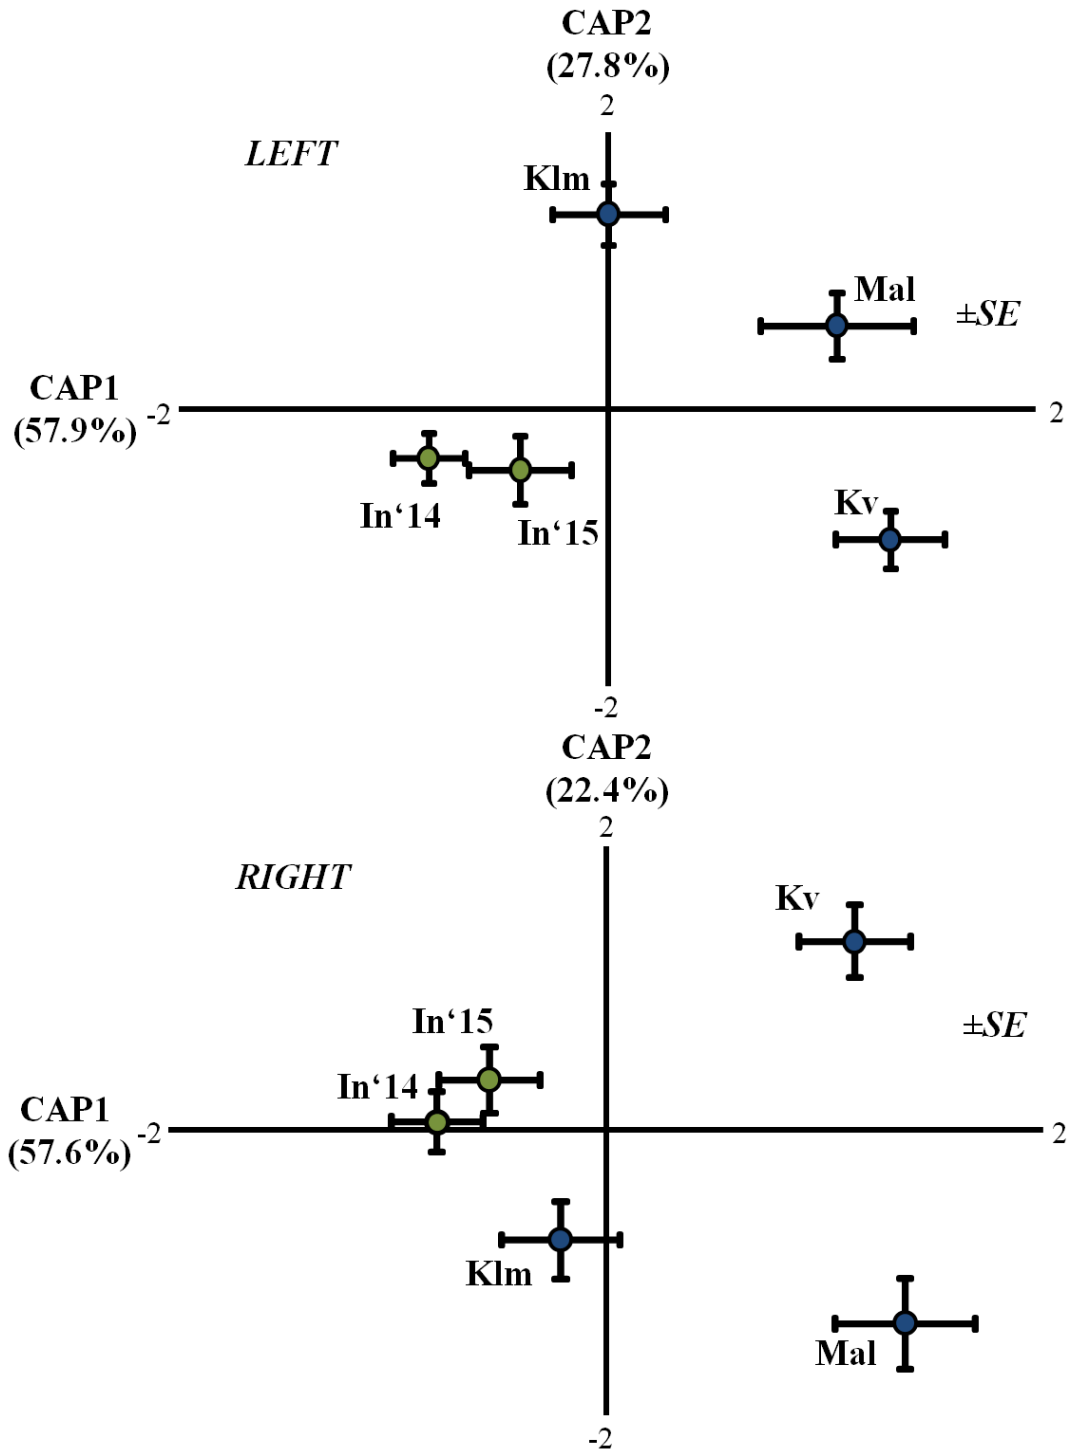 CAP2
(27.8%)
2
LEFT
Klm
Mal
±SE
CAP1
(57.9%)
-2
2
Kv
In‘14
In‘15
-2
CAP2
(22.4%)
2
RIGHT
Kv
In‘15
±SE
In‘14
CAP1
(57.6%)
-2
2
Klm
Mal
-2